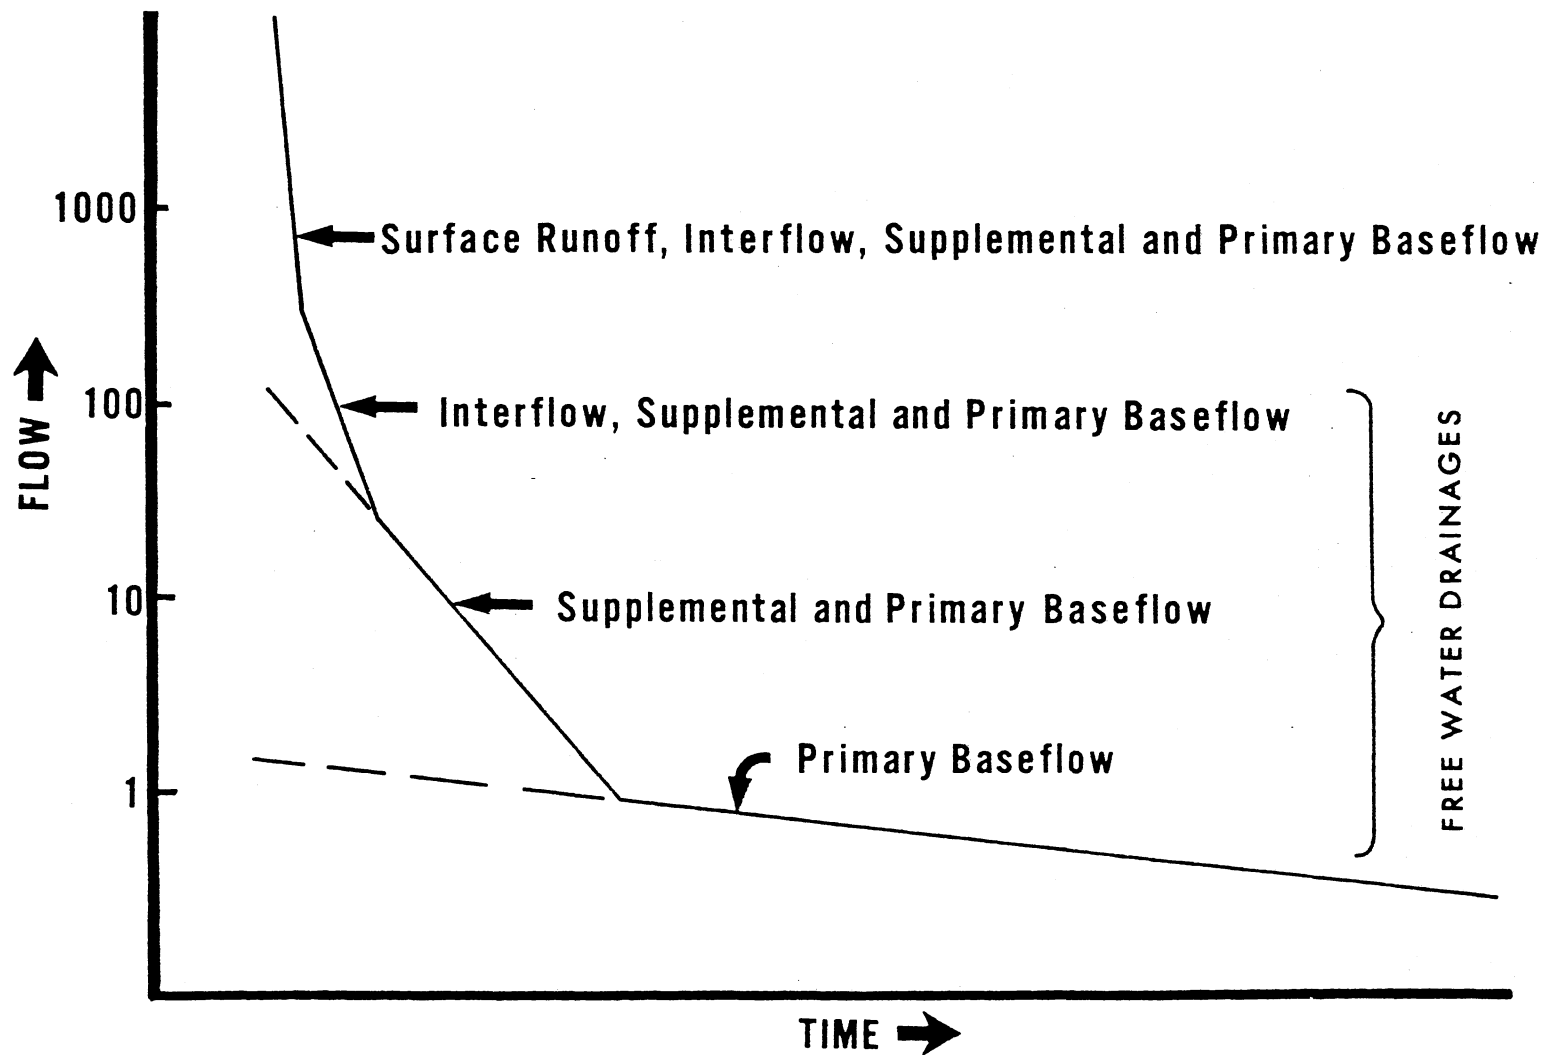 1000
Surface Runoff, Interflow, Supplemental and Primary Baseflow
100
Interflow, Supplemental and Primary Baseflow
FLOW
10
Supplemental and Primary Baseflow
FREE WATER DRAINAGES
Primary Baseflow
1
TIME